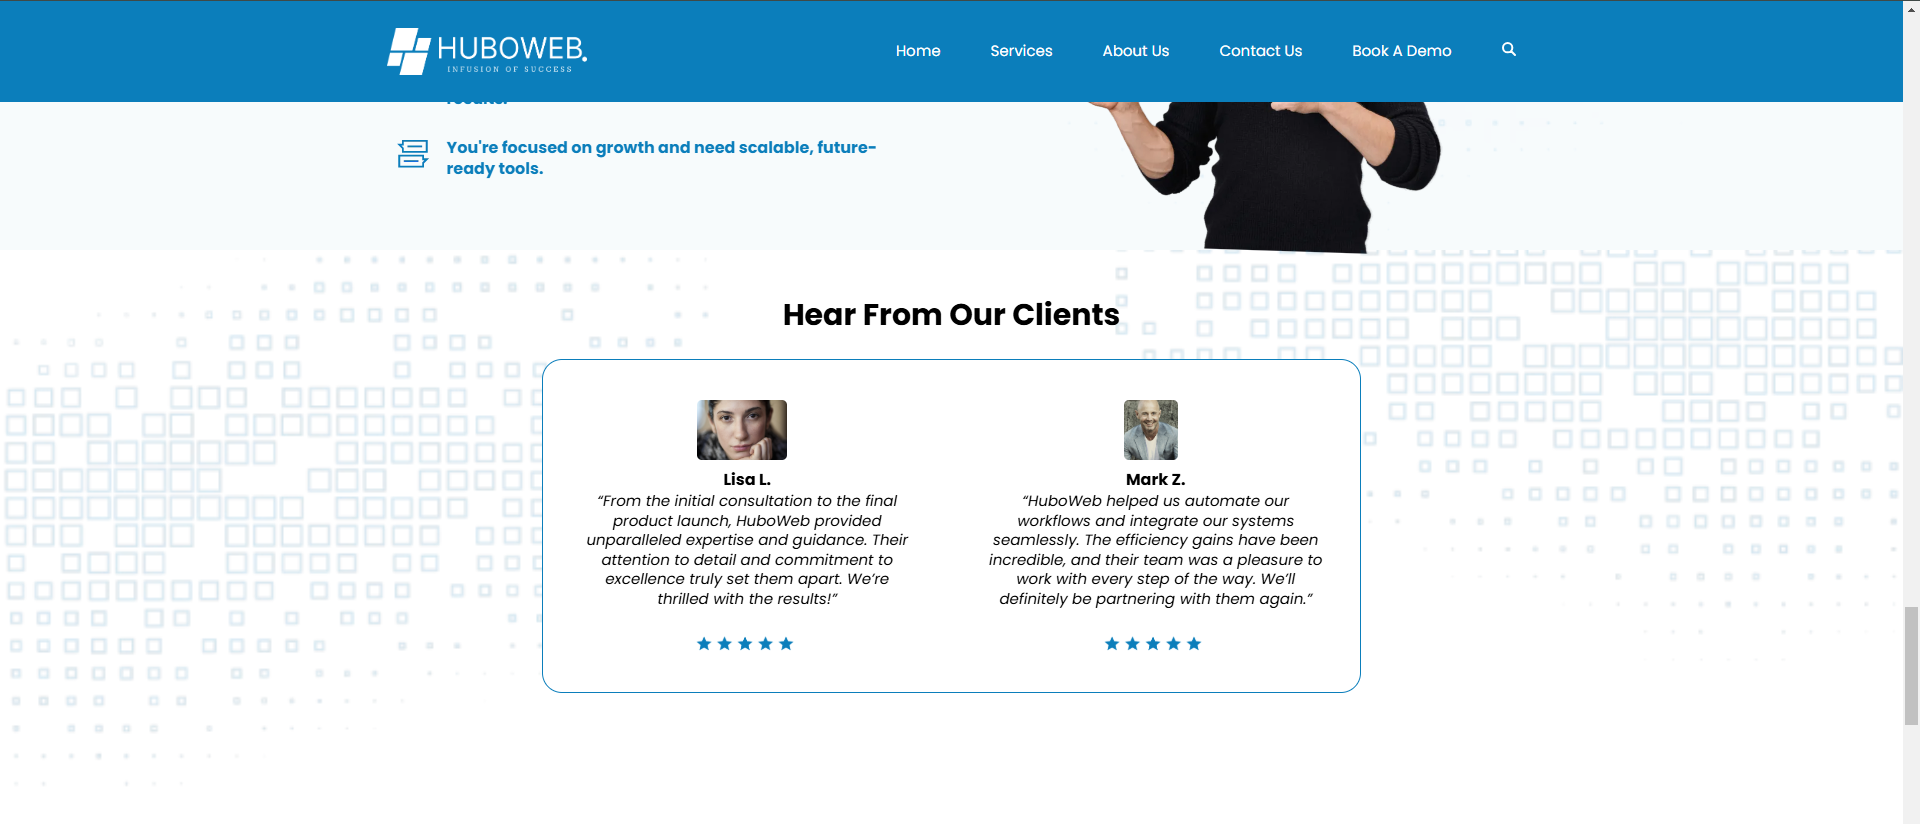 HUBOWEB.
INFUSION OF SUCCESS
Home
Services
About Us
Contact Us
Book A Demo
You're focused on growth and need scalable, future-
ready tools.
Hear From Our Clients
Lisa L.
“From the initial consultation to the final
product launch, HuboWeb provided
unparalleled expertise and guidance. Their
attention to detail and commitment to
excellence truly set them apart. We’re
thrilled with the results!”
Mark Z.
“HuboWeb helped us automate our
workflows and integrate our systems
seamlessly. The efficiency gains have been
incredible, and their team was a pleasure to
work with every step of the way. We’ll
definitely be partnering with them again.”